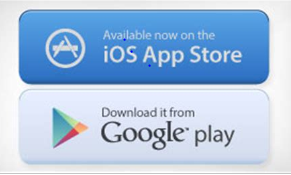 Available now on the
iOS App Store
Download it from
Google play